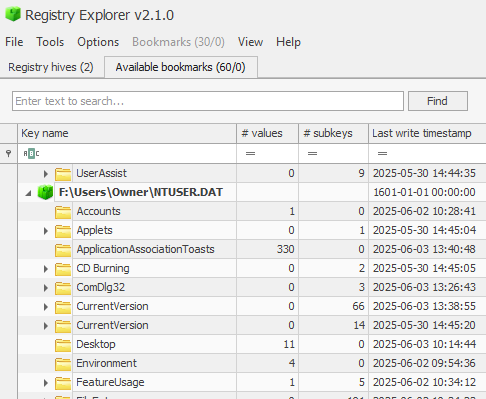 Registry Explorer v2.1.0
File Tools Options Bookmarks (30/0) View Help
Registry hives (2) Available bookmarks (60/0)
Enter text to search... Find
Key name # values # subkeys Last write timestamp
ABC = = =
UserAssist 0 9 2025-05-30 14:44:35
F:\Users\Owner\NTUSER.DAT 1601-01-01 00:00:00
Accounts 1 0 2025-06-02 10:28:41
Applets 0 1 2025-05-30 14:45:04
ApplicationAssociationToasts 330 0 2025-06-03 13:40:48
CD Burning 0 2 2025-05-30 14:45:05
ComDlg32 0 3 2025-06-03 13:26:43
CurrentVersion 0 66 2025-06-03 13:38:55
CurrentVersion 0 14 2025-05-30 14:45:20
Desktop 11 0 2025-06-03 10:14:44
Environment 4 0 2025-06-02 09:54:36
FeatureUsage 1 5 2025-06-02 10:34:12